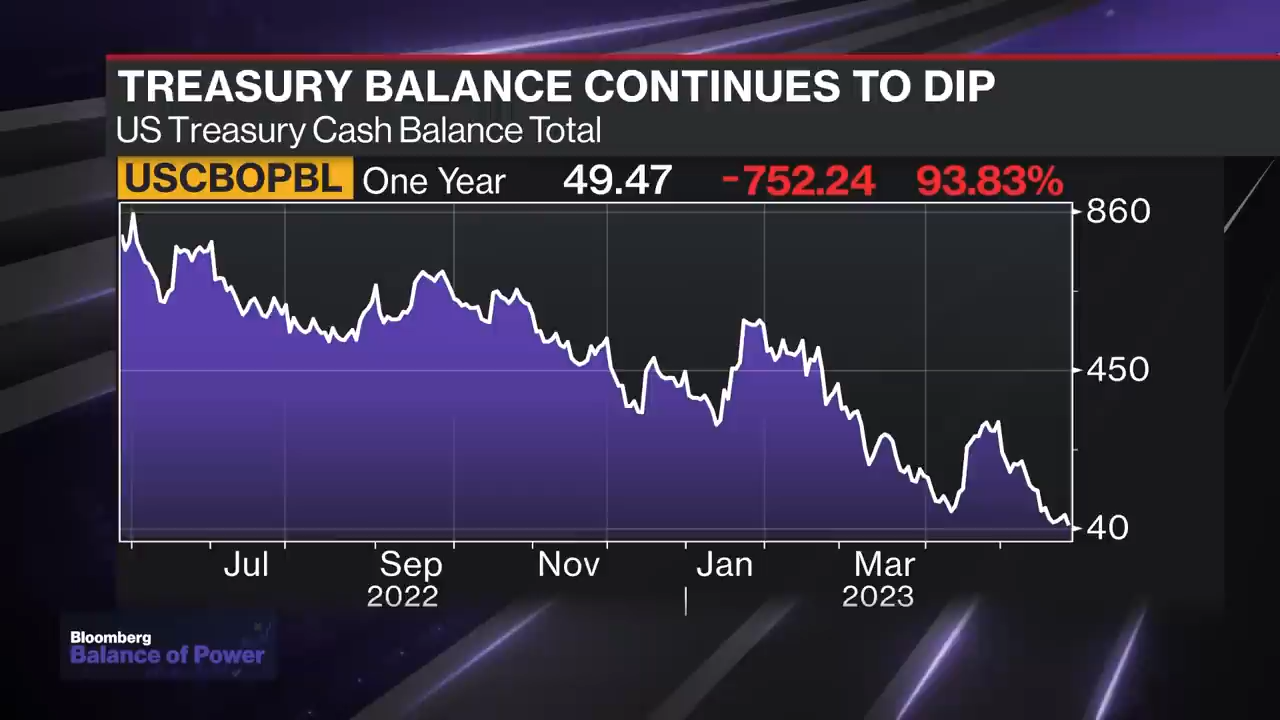 TREASURY BALANCE CONTINUES TO DIP
US Treasury Cash Balance Total
USCBOPBL One Year 49.47 -752.24 93.83%
860
450
40
Jul Sep Nov Jan Mar
2022 2023
Bloomberg
Balance of Power